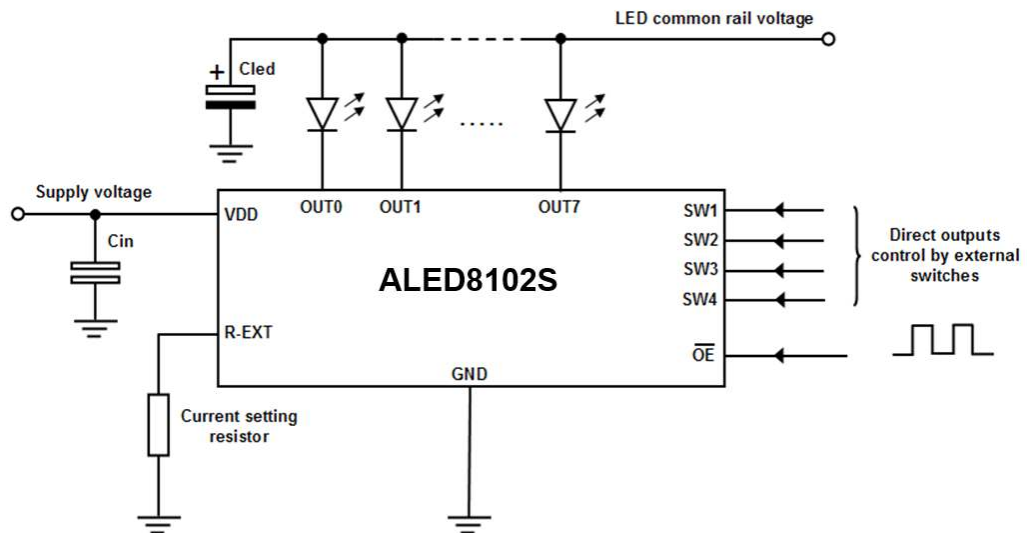 LED common rail voltage
+ Cled
.....
Supply voltage
OUT0 OUT1 OUT7
VDD
SW1
Cin
SW2
Direct outputs
control by external
switches
SW3
ALED8102S
SW4
R-EXT
OE
GND
Current setting
resistor